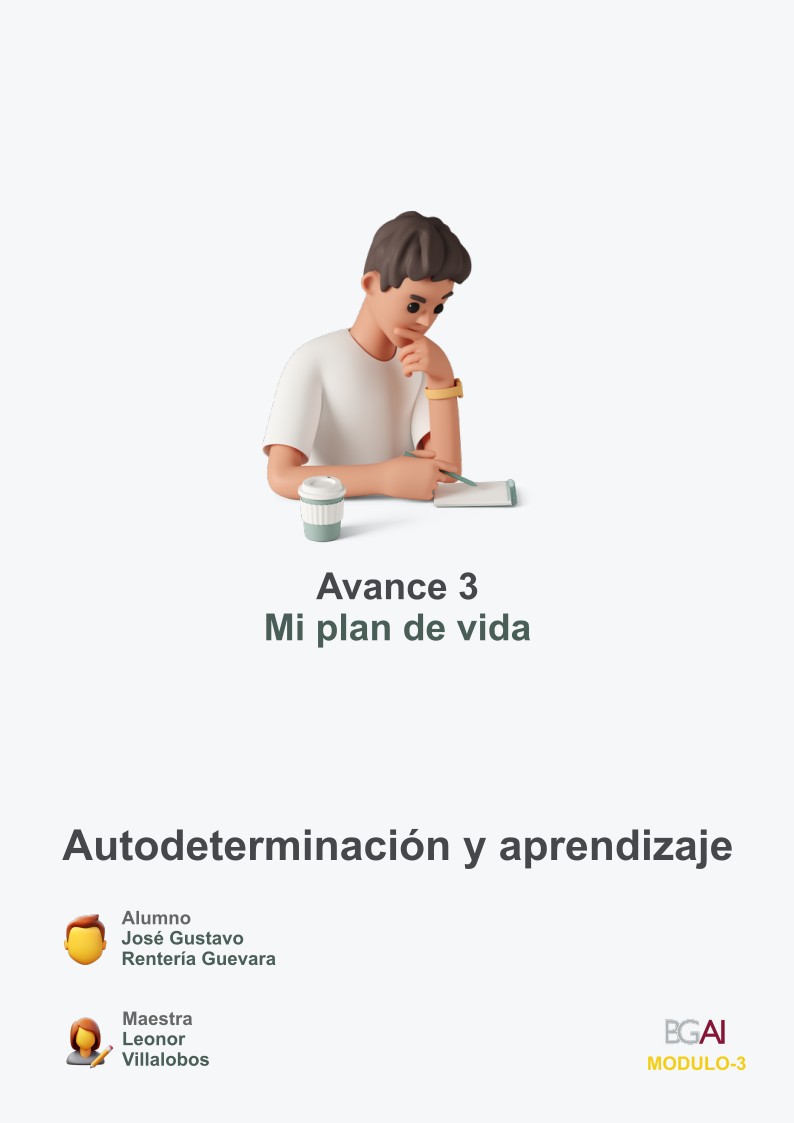 Avance 3
Mi plan de vida
Autodeterminación y aprendizaje
Alumno
José Gustavo
Rentería Guevara
Maestra
Leonor
Villalobos
BGAI
MODULO-3